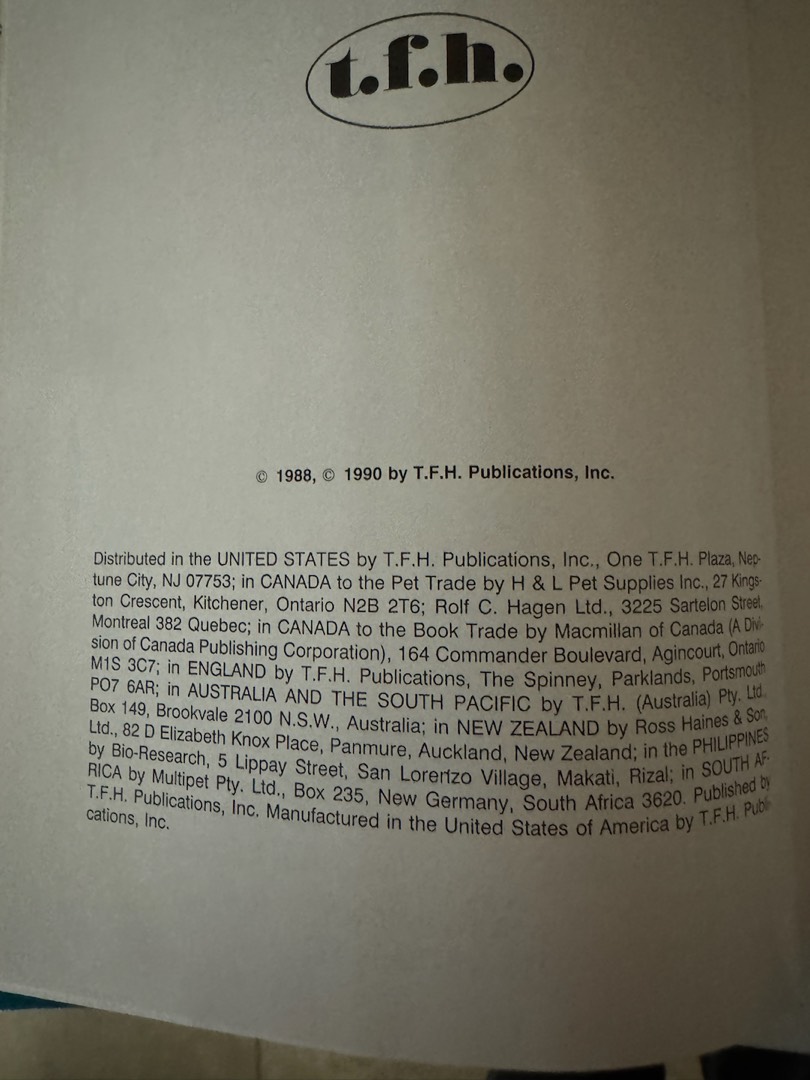 t.f.h.
© 1988, © 1990 by T.F.H. Publications, Inc.
Distributed in the UNITED STATES by T.F.H. Publications, Inc., One T.F.H. Plaza, Nep-
tune City, NJ 07753; in CANADA to the Pet Trade by H & L Pet Supplies Inc., 27 Kings-
ton Crescent, Kitchener, Ontario N2B 2T6; Rolf C. Hagen Ltd., 3225 Sartelon Street,
Montreal 382 Quebec; in CANADA to the Book Trade by Macmillan of Canada (A Divi-
sion of Canada Publishing Corporation), 164 Commander Boulevard, Agincourt, Ontario
M1S 3C7; in ENGLAND by T.F.H. Publications, The Spinney, Parklands, Portsmouth
PO7 6AR; in AUSTRALIA AND THE SOUTH PACIFIC by T.F.H. (Australia) Pty. Ltd.,
Box 149, Brookvale 2100 N.S.W., Australia; in NEW ZEALAND by Ross Haines & Son,
Ltd., 82 D Elizabeth Knox Place, Panmure, Auckland, New Zealand; in the PHILIPPINES
by Bio-Research, 5 Lippay Street, San Lorenzo Village, Makati, Rizal; in SOUTH AF-
RICA by Multipet Pty. Ltd., Box 235, New Germany, South Africa 3620. Published by
T.F.H. Publications, Inc. Manufactured in the United States of America by T.F.H. Publi-
cations, Inc.